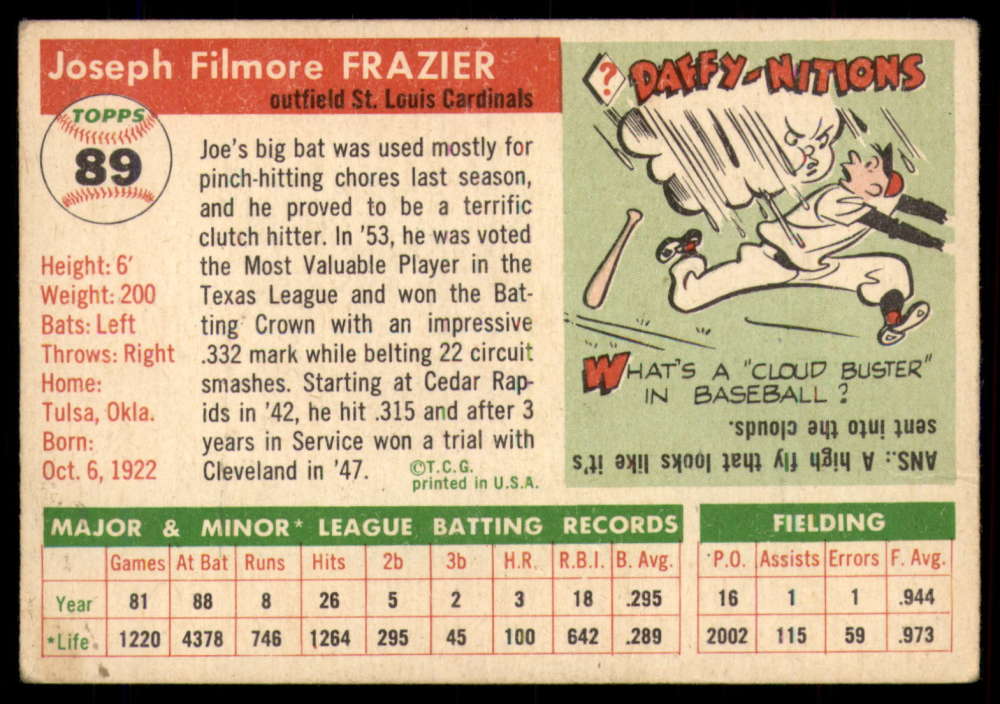 Joseph Filmore FRAZIER
outfield St. Louis Cardinals
TOPPS
89
Height: 6'
Weight: 200
Bats: Left
Throws: Right
Home:
Tulsa, Okla.
Born:
Oct. 6, 1922
Joe's big bat was used mostly for
pinch-hitting chores last season,
and he proved to be a terrific
clutch hitter. In '53, he was voted
the Most Valuable Player in the
Texas League and won the Bat-
ting Crown with an impressive
.332 mark while belting 22 circuit
smashes. Starting at Cedar Rap-
ids in '42, he hit .315 and after 3
years in Service won a trial with
Cleveland in '47.
©T.C.G.
printed in U.S.A.
? DAFFY-NITIONS
WHAT'S A "CLOUD BUSTER"
IN BASEBALL?
ANS.: A high fly that looks like it's
sent into the clouds.
MAJOR & MINOR* LEAGUE BATTING RECORDS
Games At Bat Runs Hits 2b 3b H.R. R.B.I. B. Avg.
Year 81 88 8 26 5 2 3 18 .295
*Life 1220 4378 746 1264 295 45 100 642 .289
FIELDING
P.O. Assists Errors F. Avg.
16 1 1 .944
2002 115 59 .973